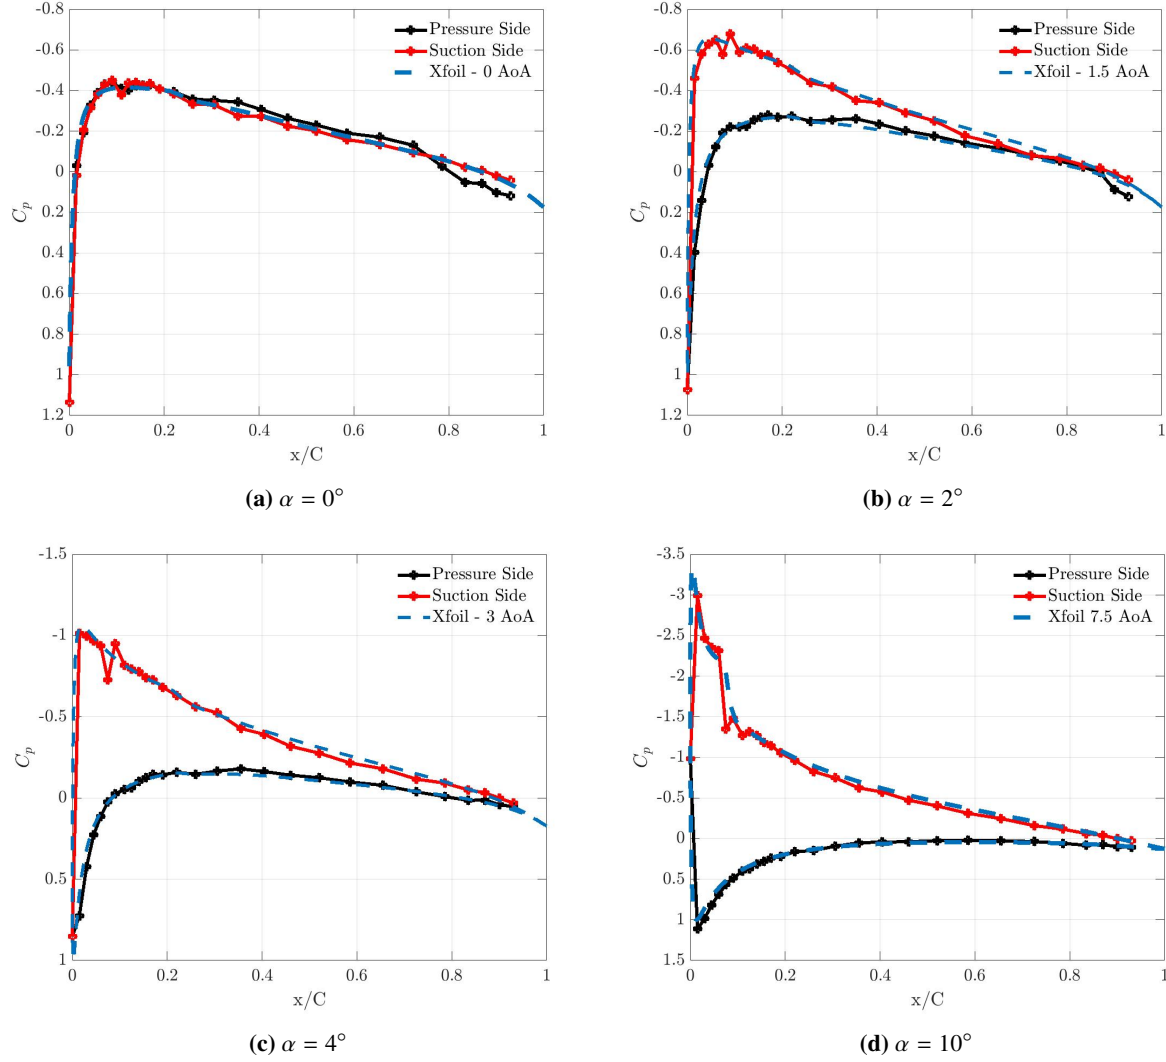 -0.8
-0.6
-0.4
-0.2
0
0.2
0.4
0.6
0.8
1
1.2
C_p
0
0.2
0.4
0.6
0.8
1
x/C
Pressure Side
Suction Side
Xfoil - 0 AoA
(a) α = 0°
-0.8
-0.6
-0.4
-0.2
0
0.2
0.4
0.6
0.8
1
1.2
C_p
0
0.2
0.4
0.6
0.8
1
x/C
Pressure Side
Suction Side
Xfoil - 1.5 AoA
(b) α = 2°
-1.5
-1
-0.5
0
0.5
1
C_p
0
0.2
0.4
0.6
0.8
1
x/C
Pressure Side
Suction Side
Xfoil - 3 AoA
(c) α = 4°
-3.5
-3
-2.5
-2
-1.5
-1
-0.5
0
0.5
1
1.5
C_p
0
0.2
0.4
0.6
0.8
1
x/C
Pressure Side
Suction Side
Xfoil 7.5 AoA
(d) α = 10°